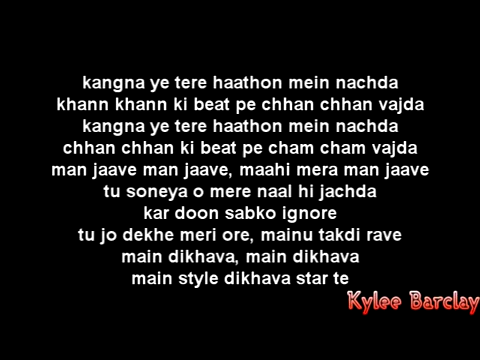 kangna ye tere haathon mein nachda
khann khann ki beat pe chhan chhan vajda
kangna ye tere haathon mein nachda
chhan chhan ki beat pe cham cham vajda
man jaave man jaave, maahi mera man jaave
tu soneya o mere naal hi jachda
kar doon sabko ignore
tu jo dekhe meri ore, mainu takdi rave
main dikhava, main dikhava
main style dikhava star te
Kylee Barclay